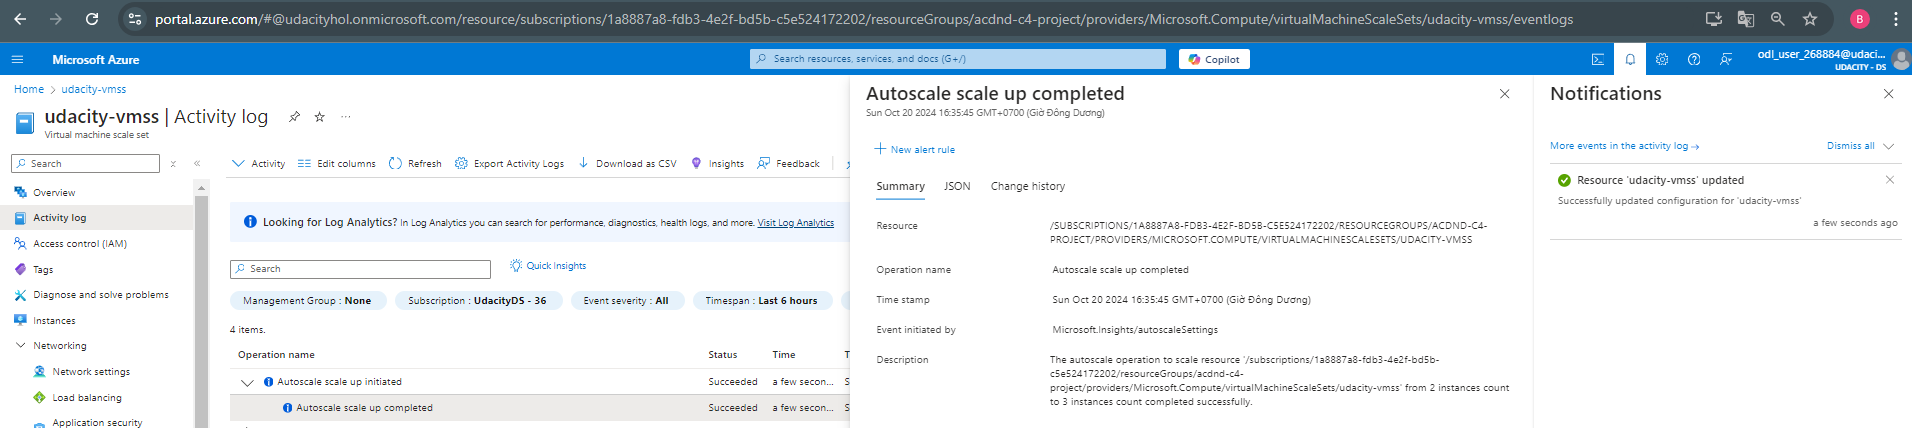 portal.azure.com/#@udacityhol.onmicrosoft.com/resource/subscriptions/1a8887a8-fdb3-4e2f-bd5b-c5e524172202/resourceGroups/acdnd-c4-project/providers/Microsoft.Compute/virtualMachineScaleSets/udacity-vmss/eventlogs
B
Microsoft Azure
Search resources, services, and docs (G+/)
Copilot
odl_user_268884@udaci...
UDACITY - DS
Home > udacity-vmss
udacity-vmss | Activity log
Virtual machine scale set
Search
Overview
Activity log
Access control (IAM)
Tags
Diagnose and solve problems
Instances
Networking
Network settings
Load balancing
Application security
Activity
Edit columns
Refresh
Export Activity Logs
Download as CSV
Insights
Feedback
Looking for Log Analytics? In Log Analytics you can search for performance, diagnostics, health logs, and more. Visit Log Analytics
Search
Quick Insights
Management Group : None
Subscription : UdacityDS - 36
Event severity : All
Timespan : Last 6 hours
4 items.
Operation name
Status
Time
T
Autoscale scale up initiated
Succeeded
a few secon...
S
Autoscale scale up completed
Succeeded
a few secon...
S
Autoscale scale up completed
Sun Oct 20 2024 16:35:45 GMT+0700 (Giờ Đông Dương)
New alert rule
Summary
JSON
Change history
Resource
/SUBSCRIPTIONS/1A8887A8-FDB3-4E2F-BD5B-C5E524172202/RESOURCEGROUPS/ACDND-C4-
PROJECT/PROVIDERS/MICROSOFT.COMPUTE/VIRTUALMACHINESCALESETS/UDACITY-VMSS
Operation name
Autoscale scale up completed
Time stamp
Sun Oct 20 2024 16:35:45 GMT+0700 (Giờ Đông Dương)
Event initiated by
Microsoft.Insights/autoscaleSettings
Description
The autoscale operation to scale resource '/subscriptions/1a8887a8-fdb3-4e2f-bd5b-
c5e524172202/resourceGroups/acdnd-c4-
project/providers/Microsoft.Compute/virtualMachineScaleSets/udacity-vmss' from 2 instances count
to 3 instances count completed successfully.
Notifications
More events in the activity log →
Dismiss all
Resource 'udacity-vmss' updated
Successfully updated configuration for 'udacity-vmss'
a few seconds ago